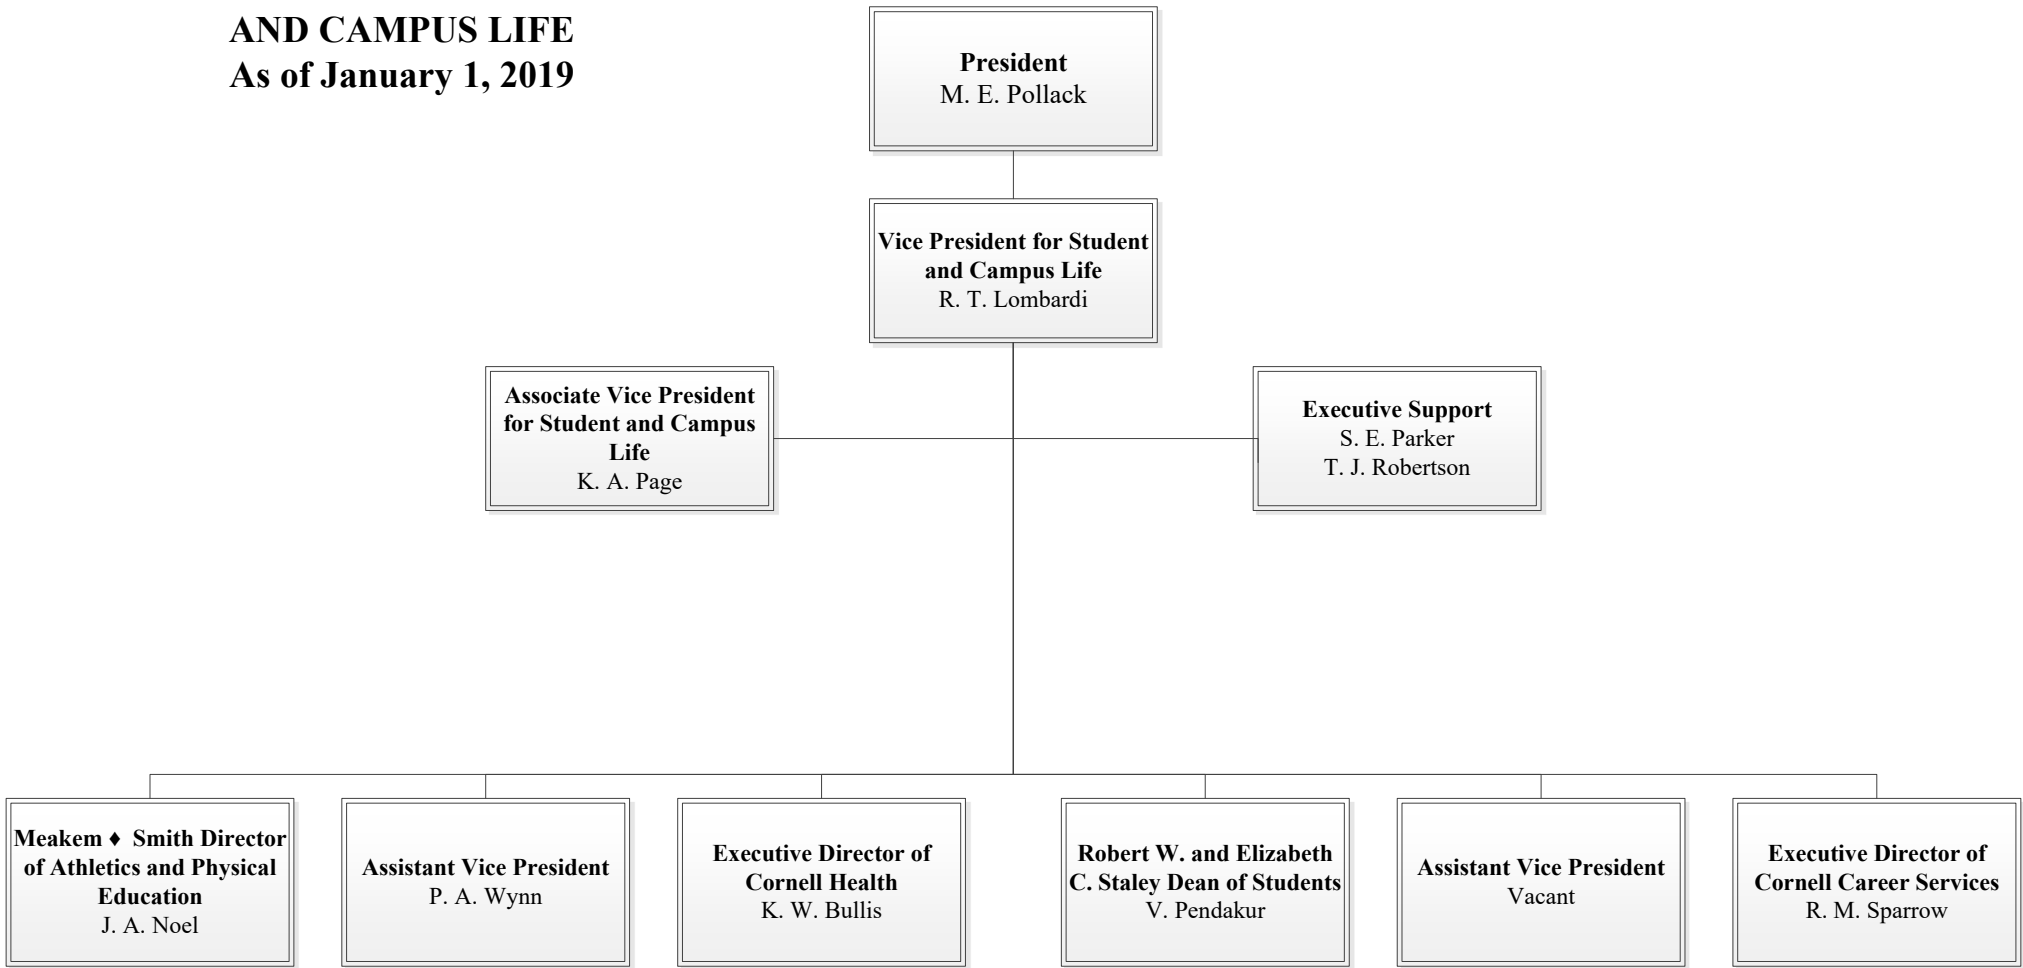 AND CAMPUS LIFE
As of January 1, 2019
President
M. E. Pollack
Vice President for Student
and Campus Life
R. T. Lombardi
Associate Vice President
for Student and Campus
Life
K. A. Page
Executive Support
S. E. Parker
T. J. Robertson
Meakem ♦ Smith Director
of Athletics and Physical
Education
J. A. Noel
Assistant Vice President
P. A. Wynn
Executive Director of
Cornell Health
K. W. Bullis
Robert W. and Elizabeth
C. Staley Dean of Students
V. Pendakur
Assistant Vice President
Vacant
Executive Director of
Cornell Career Services
R. M. Sparrow